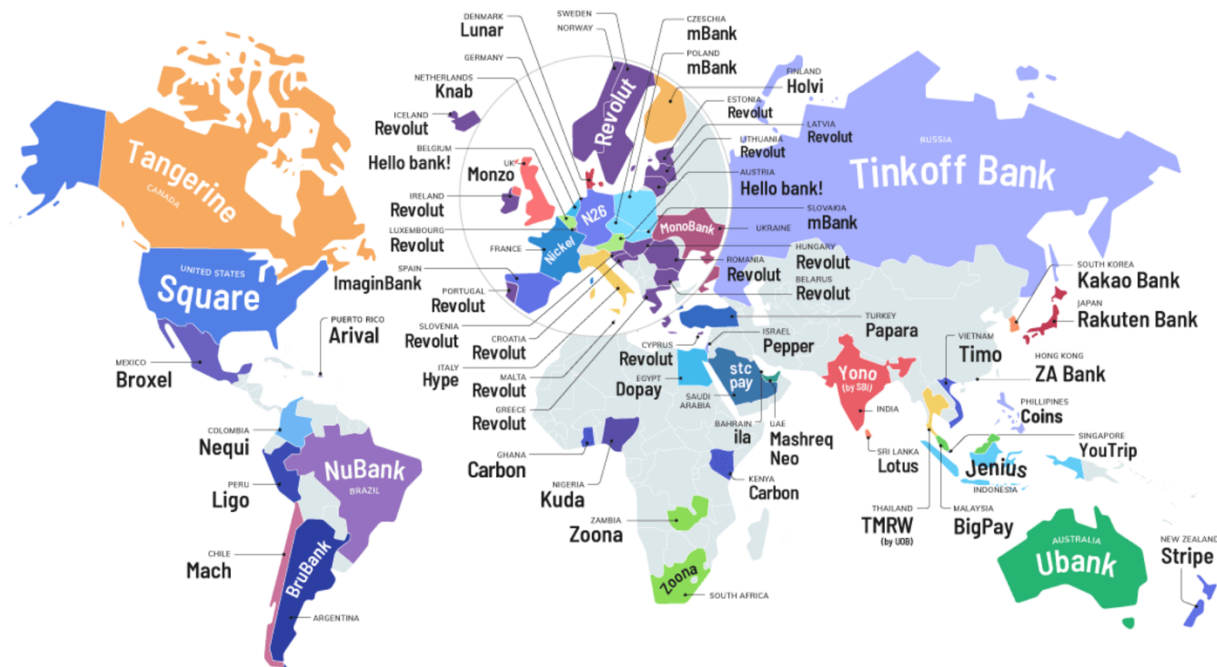 SWEDEN
NORWAY
DENMARK
Lunar
CZESCHIA
mBank
GERMANY
POLAND
mBank
NETHERLANDS
Knab
FINLAND
Holvi
Revolut
ICELAND
Revolut
ESTONIA
Revolut
LATVIA
Revolut
BELGIUM
Hello bank!
LITHUANIA
Revolut
UK
Monzo
AUSTRIA
Hello bank!
IRELAND
Revolut
N26
SLOVAKIA
mBank
LUXEMBOURG
Revolut
MonoBank
UKRAINE
FRANCE
Nickel
HUNGARY
Revolut
SPAIN
ImaginBank
ROMANIA
Revolut
PORTUGAL
Revolut
BELARUS
Revolut
SLOVENIA
Revolut
CROATIA
Revolut
ITALY
Hype
MALTA
Revolut
GREECE
Revolut
CYPRUS
Revolut
TURKEY
Papara
ISRAEL
Pepper
EGYPT
Dopay
stc
pay
SAUDI
ARABIA
BAHRAIN
ila
UAE
Mashreq
Neo
Tangerine
CANADA
UNITED STATES
Square
PUERTO RICO
Arival
MEXICO
Broxel
COLOMBIA
Nequi
NuBank
BRAZIL
PERU
Ligo
CHILE
Mach
BruBank
ARGENTINA
GHANA
Carbon
NIGERIA
Kuda
KENYA
Carbon
ZAMBIA
Zoona
Zoona
SOUTH AFRICA
RUSSIA
Tinkoff Bank
SOUTH KOREA
Kakao Bank
JAPAN
Rakuten Bank
VIETNAM
Timo
HONG KONG
ZA Bank
Yono
(by SBI)
INDIA
PHILLIPINES
Coins
SRI LANKA
Lotus
SINGAPORE
YouTrip
Jenius
INDONESIA
THAILAND
TMRW
(by UOB)
MALAYSIA
BigPay
AUSTRALIA
Ubank
NEW ZEALAND
Stripe